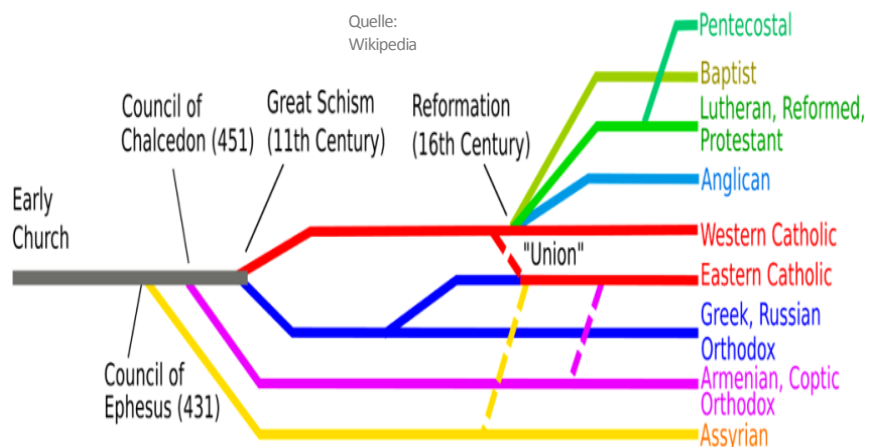 Quelle:
Wikipedia
Pentecostal
Baptist
Lutheran, Reformed,
Protestant
Anglican
Western Catholic
Eastern Catholic
Greek, Russian
Orthodox
Armenian, Coptic
Orthodox
Assyrian
Early
Church
Council of
Chalcedon (451)
Great Schism
(11th Century)
Reformation
(16th Century)
"Union"
Council of
Ephesus (431)